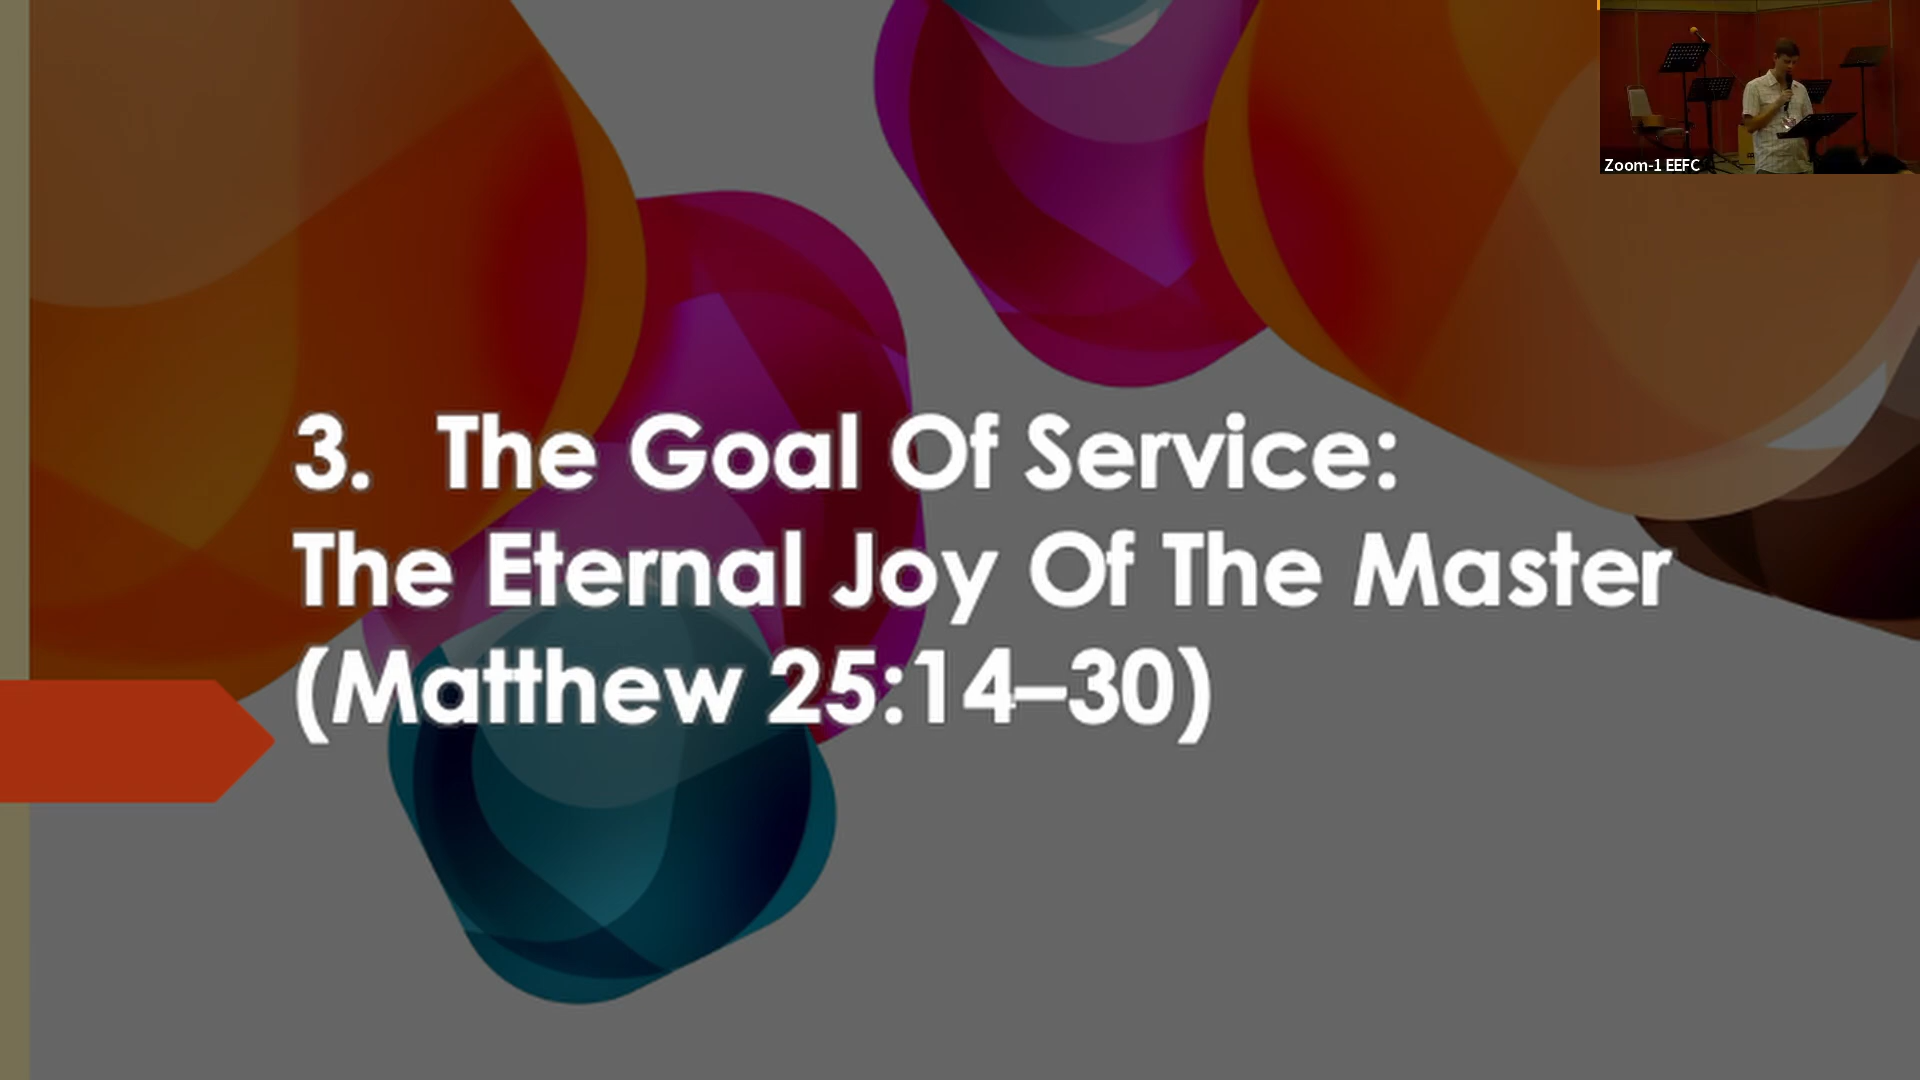 Zoom-1 EEFC
3. The Goal Of Service:
The Eternal Joy Of The Master
(Matthew 25:14–30)